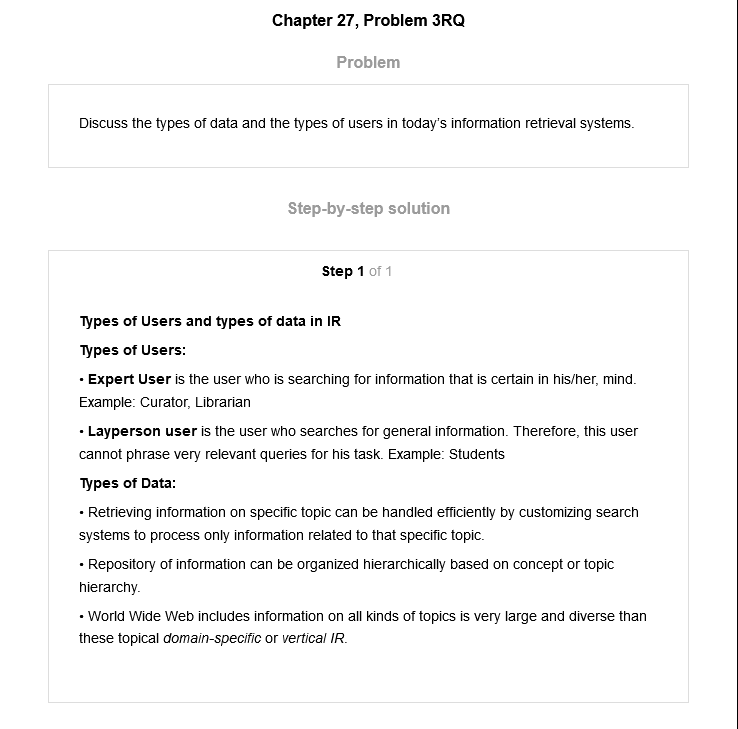 Chapter 27, Problem 3RQ
Problem
Discuss the types of data and the types of users in today's information retrieval systems.
Step-by-step solution
Step 1 of 1
Types of Users and types of data in IR
Types of Users:
• Expert User is the user who is searching for information that is certain in his/her, mind.
Example: Curator, Librarian
• Layperson user is the user who searches for general information. Therefore, this user
cannot phrase very relevant queries for his task. Example: Students
Types of Data:
• Retrieving information on specific topic can be handled efficiently by customizing search
systems to process only information related to that specific topic.
• Repository of information can be organized hierarchically based on concept or topic
hierarchy.
• World Wide Web includes information on all kinds of topics is very large and diverse than
these topical domain-specific or vertical IR.